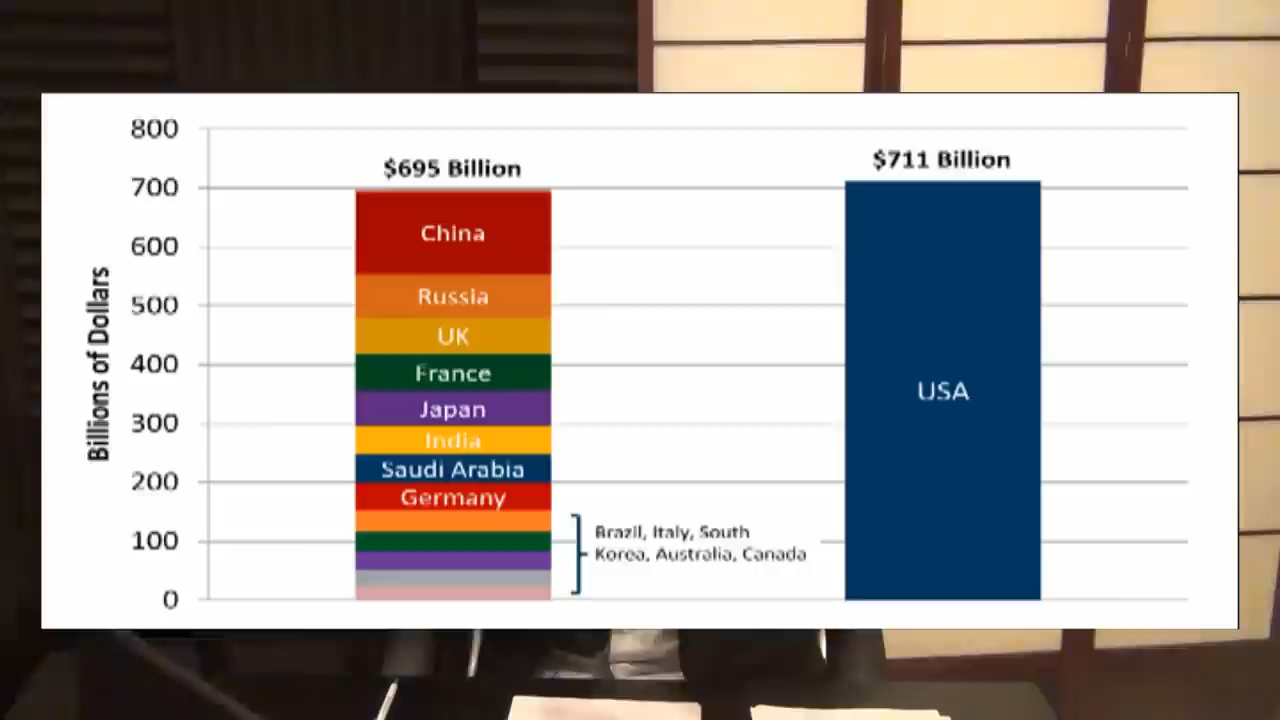 800
700
600
500
400
300
200
100
0
Billions of Dollars
$695 Billion
China
Russia
UK
France
Japan
India
Saudi Arabia
Germany
Brazil, Italy, South
Korea, Australia, Canada
$711 Billion
USA